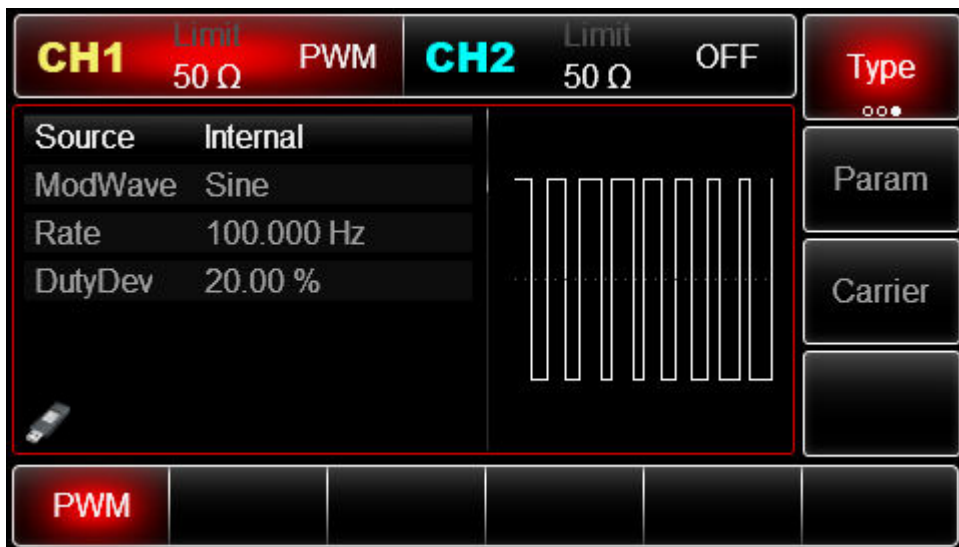 CH1 Limit 50 Ω PWM
CH2 Limit 50 Ω OFF
Type
Source Internal
ModWave Sine
Rate 100.000 Hz
DutyDev 20.00 %
Param
Carrier
PWM